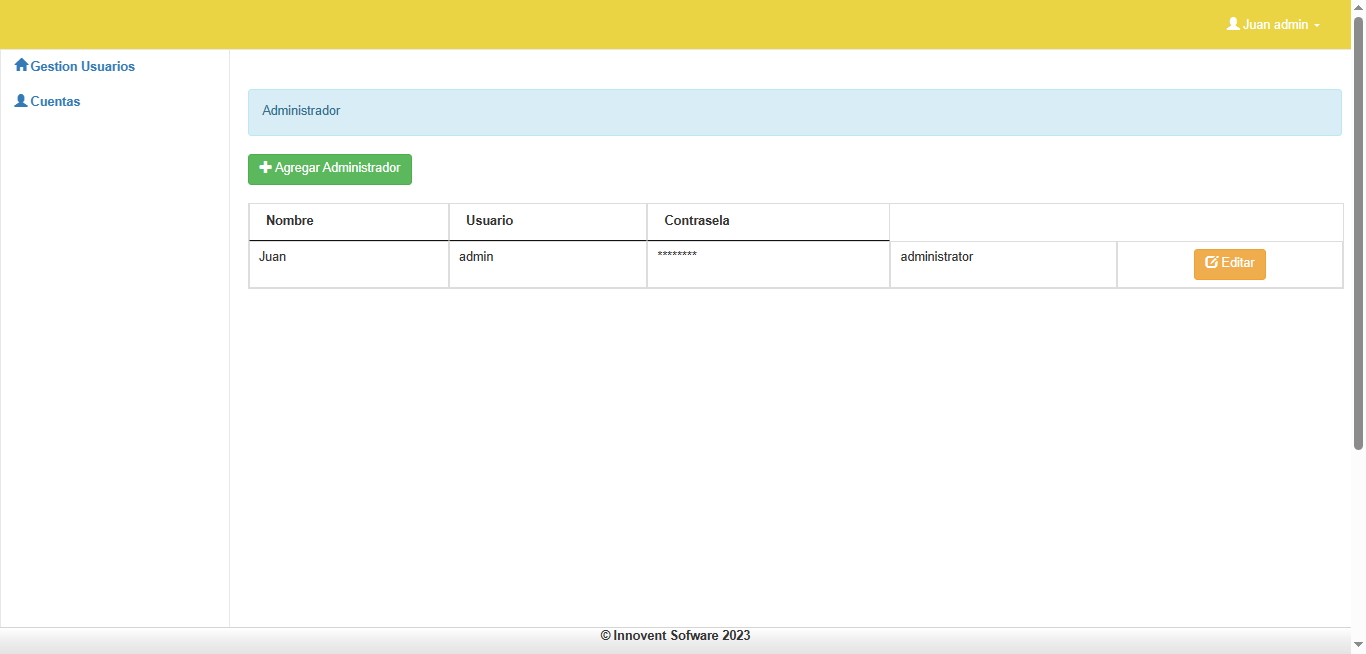 Juan admin
Gestion Usuarios
Cuentas
Administrador
Agregar Administrador
Nombre Usuario Contrasela
Juan admin ******** administrator Editar
© Innovent Sofware 2023